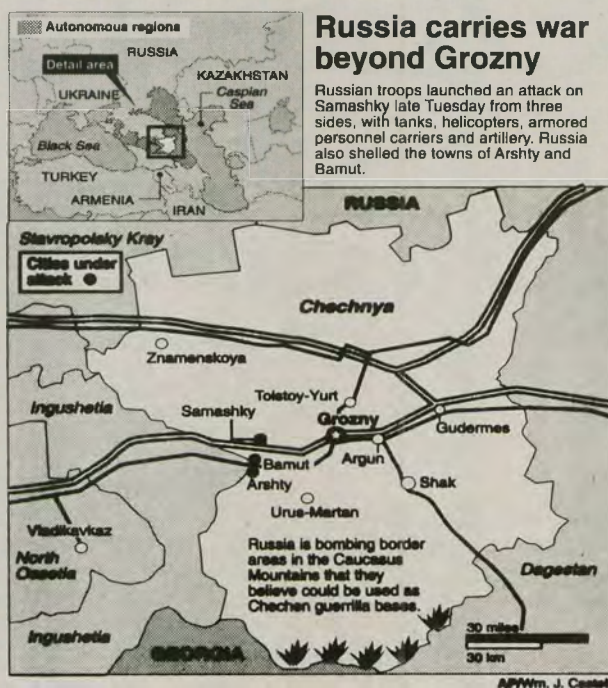 Autonomous regions
RUSSIA
Detail area
KAZAKHSTAN
UKRAINE
Caspian
Sea
Black Sea
TURKEY
ARMENIA
IRAN
Russia carries war
beyond Grozny
Russian troops launched an attack on
Samashky late Tuesday from three
sides, with tanks, helicopters, armored
personnel carriers and artillery. Russia
also shelled the towns of Arshty and
Bamut.
RUSSIA
Stavropolsky Kray
Cities under
attack
Chechnya
Znamenskoya
Tolstoy-Yurt
Ingushetia
Samashky
Grozny
Gudermes
Bamut
Argun
Arshty
Shak
Urus-Martan
Vladikavkaz
North
Ossetia
Russia is bombing border
areas in the Caucasus
Mountains that they
believe could be used as
Chechen guerrilla bases.
Dagestan
Ingushetia
GEORGIA
30 miles
30 km
AP/Wm. J. Castel